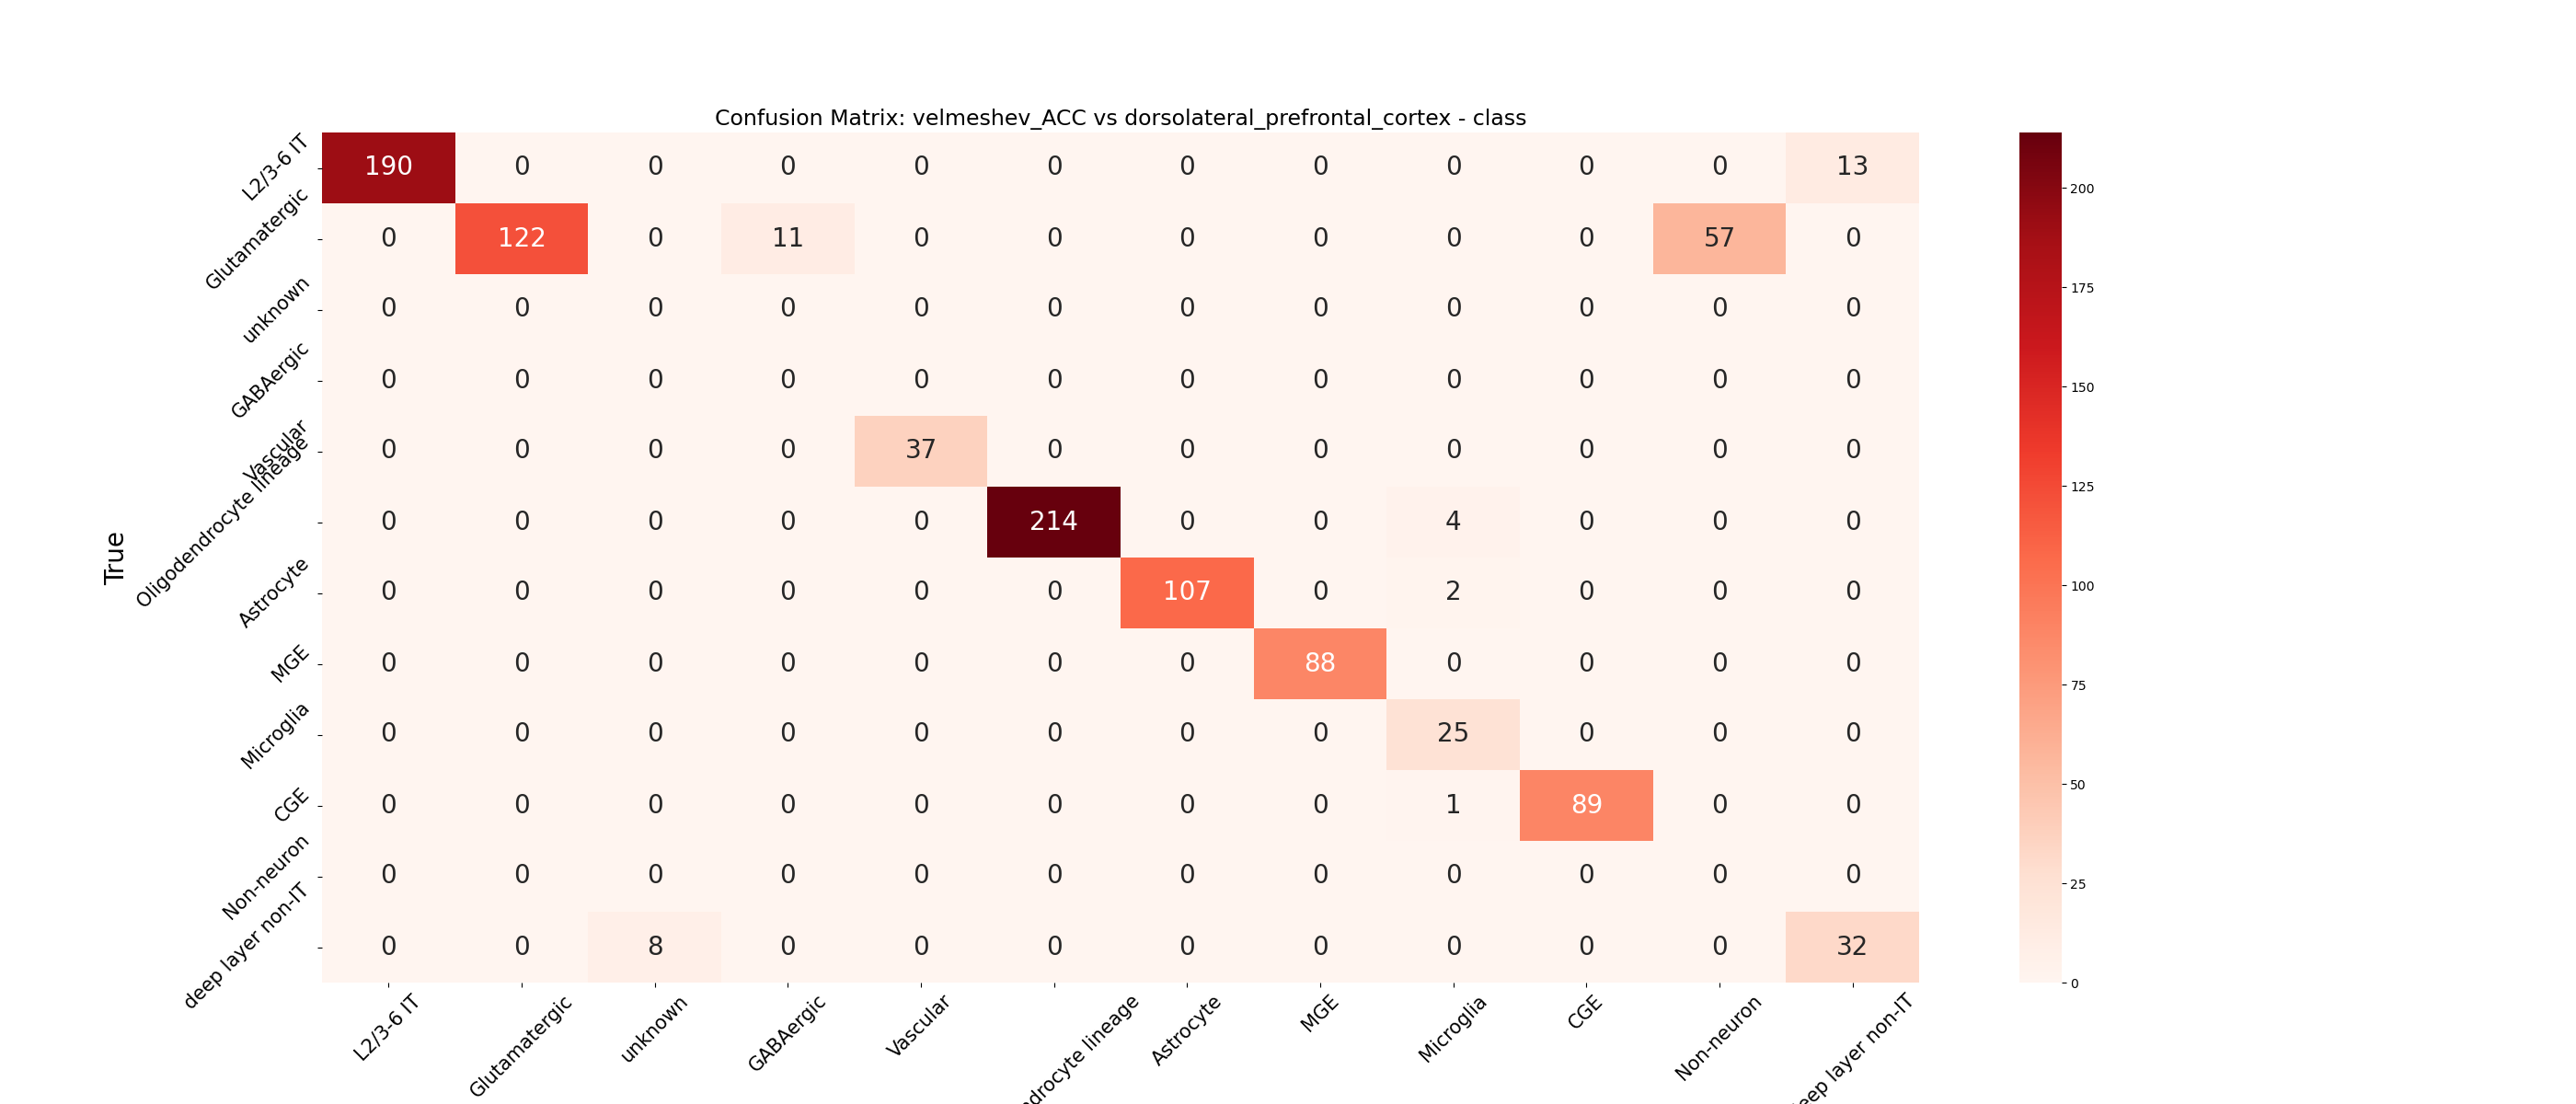 Confusion Matrix: velmeshev_ACC vs dorsolateral_prefrontal_cortex - class
True
L2/3-6 IT 190 0 0 0 0 0 0 0 0 0 0 13
Glutamatergic 0 122 0 11 0 0 0 0 0 0 57 0
unknown 0 0 0 0 0 0 0 0 0 0 0 0
GABAergic 0 0 0 0 0 0 0 0 0 0 0 0
Vascular 0 0 0 0 37 0 0 0 0 0 0 0
Oligodendrocyte lineage 0 0 0 0 0 214 0 0 4 0 0 0
Astrocyte 0 0 0 0 0 0 107 0 2 0 0 0
MGE 0 0 0 0 0 0 0 88 0 0 0 0
Microglia 0 0 0 0 0 0 0 0 25 0 0 0
CGE 0 0 0 0 0 0 0 0 1 89 0 0
Non-neuron 0 0 0 0 0 0 0 0 0 0 0 0
deep layer non-IT 0 0 8 0 0 0 0 0 0 0 0 32
L2/3-6 IT Glutamatergic unknown GABAergic Vascular ndrocyte lineage Astrocyte MGE Microglia CGE Non-neuron eep layer non-IT
200
175
150
125
100
75
50
25
0